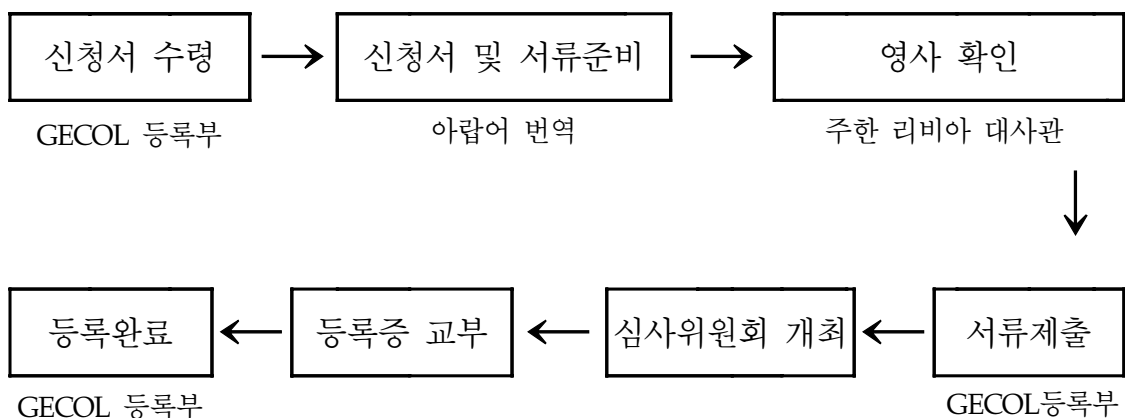 신청서 수령
신청서 및 서류준비
영사 확인
GECOL 등록부
아랍어 번역
주한 리비아 대사관
등록완료
등록증 교부
심사위원회 개최
서류제출
GECOL 등록부
GECOL등록부